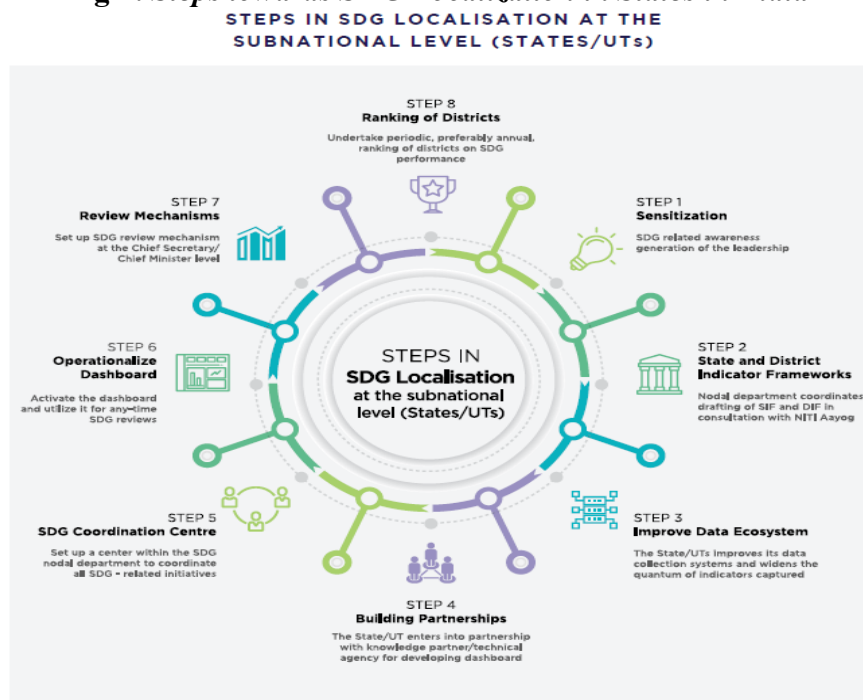 STEPS IN SDG LOCALISATION AT THE
SUBNATIONAL LEVEL (STATES/UTs)
STEP 8
Ranking of Districts
Undertake periodic, preferably annual,
ranking of districts on SDG
performance
STEP 1
Sensitization
SDG related awareness
generation of the leadership
STEP 2
State and District
Indicator Frameworks
Nodal department coordinates
drafting of SIF and DIF in
consultation with NITI Aayog
STEP 3
Improve Data Ecosystem
The State/UTs improves its data
collection systems and widens the
quantum of indicators captured
STEP 4
Building Partnerships
The State/UT enters into partnership
with knowledge partner/technical
agency for developing dashboard
STEP 5
SDG Coordination Centre
Set up a center within the SDG
nodal department to coordinate
all SDG - related initiatives
STEP 6
Operationalize
Dashboard
Activate the dashboard
and utilize it for any-time
SDG reviews
STEP 7
Review Mechanisms
Set up SDG review mechanism
at the Chief Secretary/
Chief Minister level
STEPS IN
SDG Localisation
at the subnational
level (States/UTs)